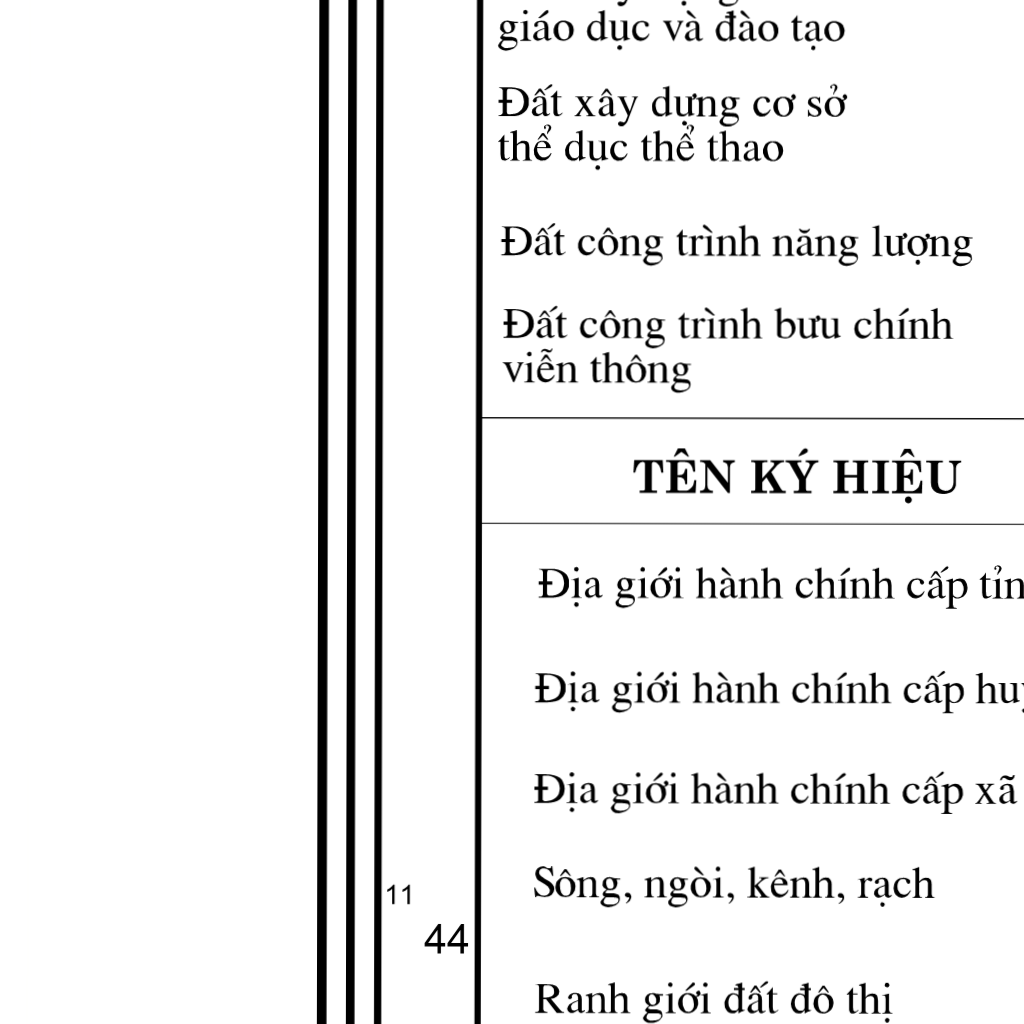 giáo dục và đào tạo
Đất xây dựng cơ sở
thể dục thể thao
Đất công trình năng lượng
Đất công trình bưu chính
viễn thông
TÊN KÝ HIỆU
Địa giới hành chính cấp
Địa giới hành chính cấp
Địa giới hành chính cấp xã
Sông, ngòi, kênh, rạch
11
44
Ranh giới đất đô thị